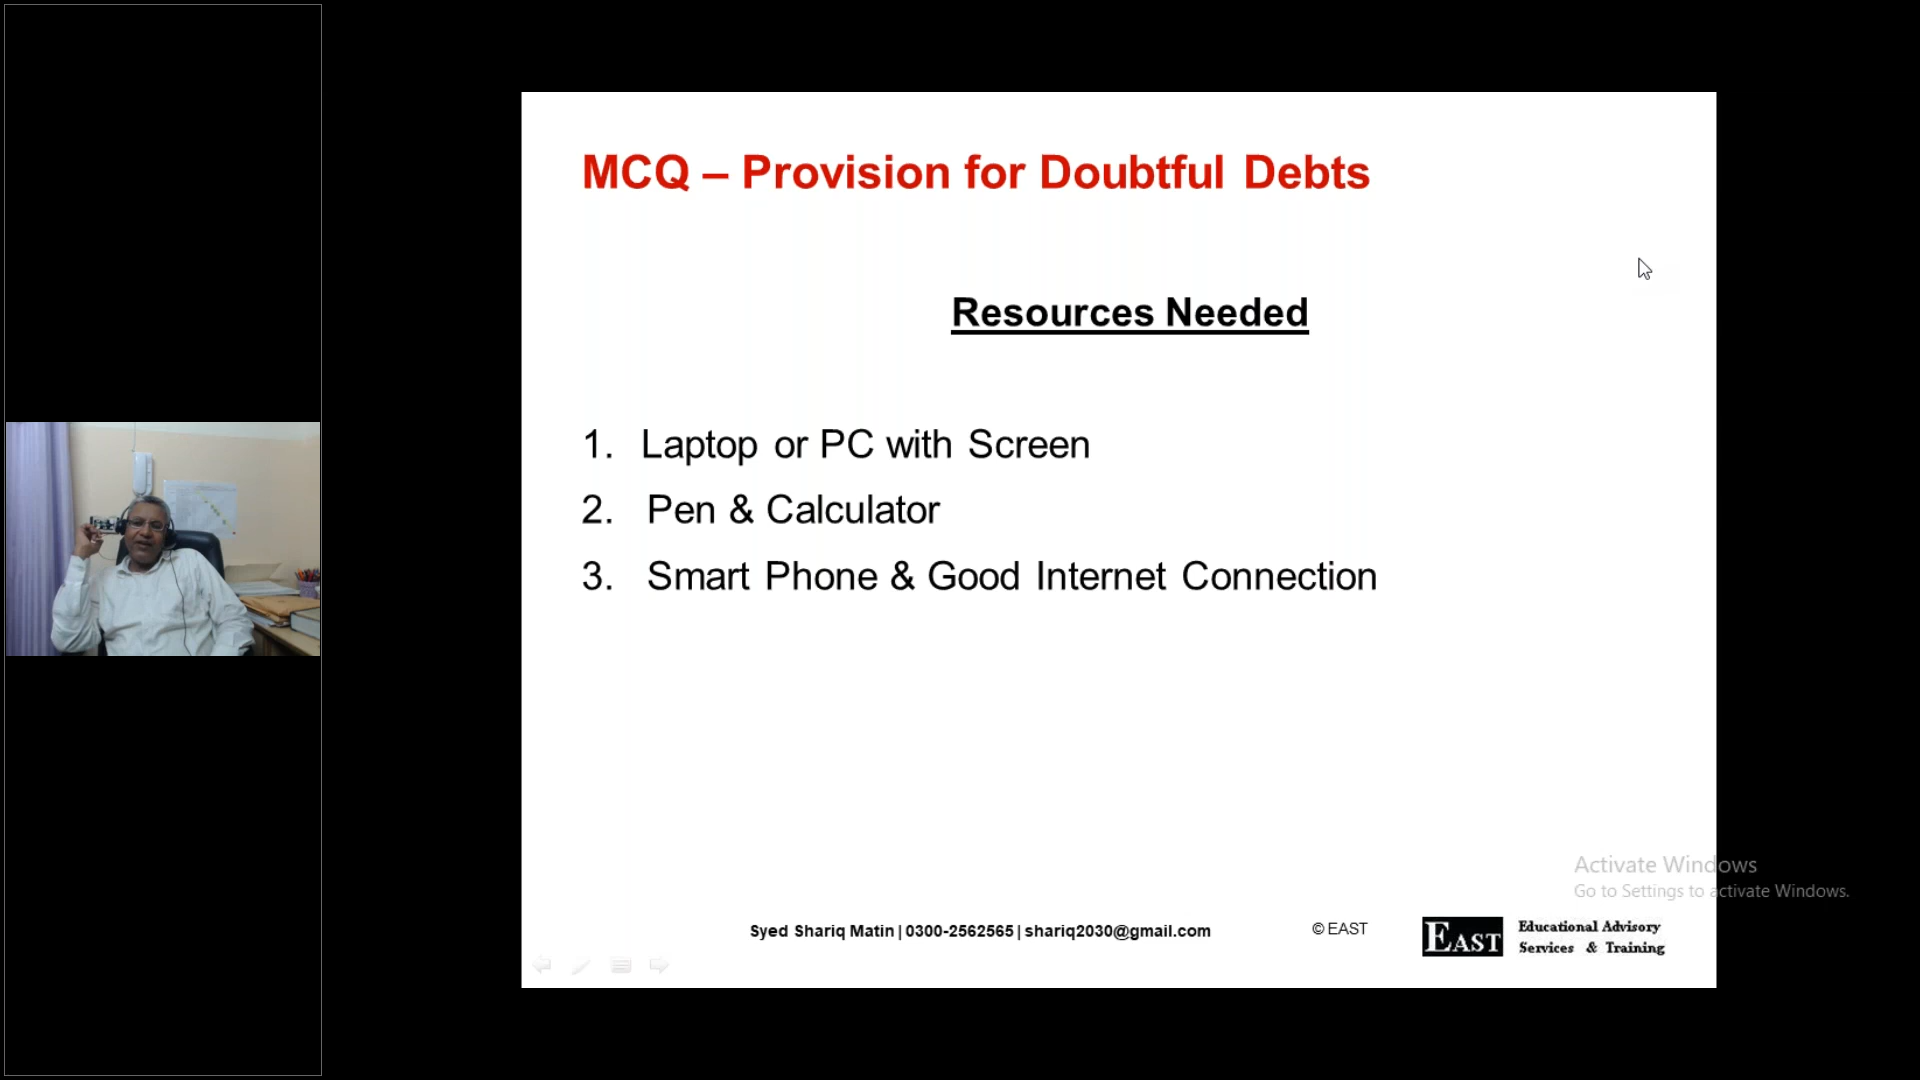 MCQ – Provision for Doubtful Debts
Resources Needed
1. Laptop or PC with Screen
2. Pen & Calculator
3. Smart Phone & Good Internet Connection
Activate Windows
Go to Settings to activate Windows.
Syed Shariq Matin | 0300-2562565 | shariq2030@gmail.com
© EAST
EAST
Educational Advisory
Services & Training